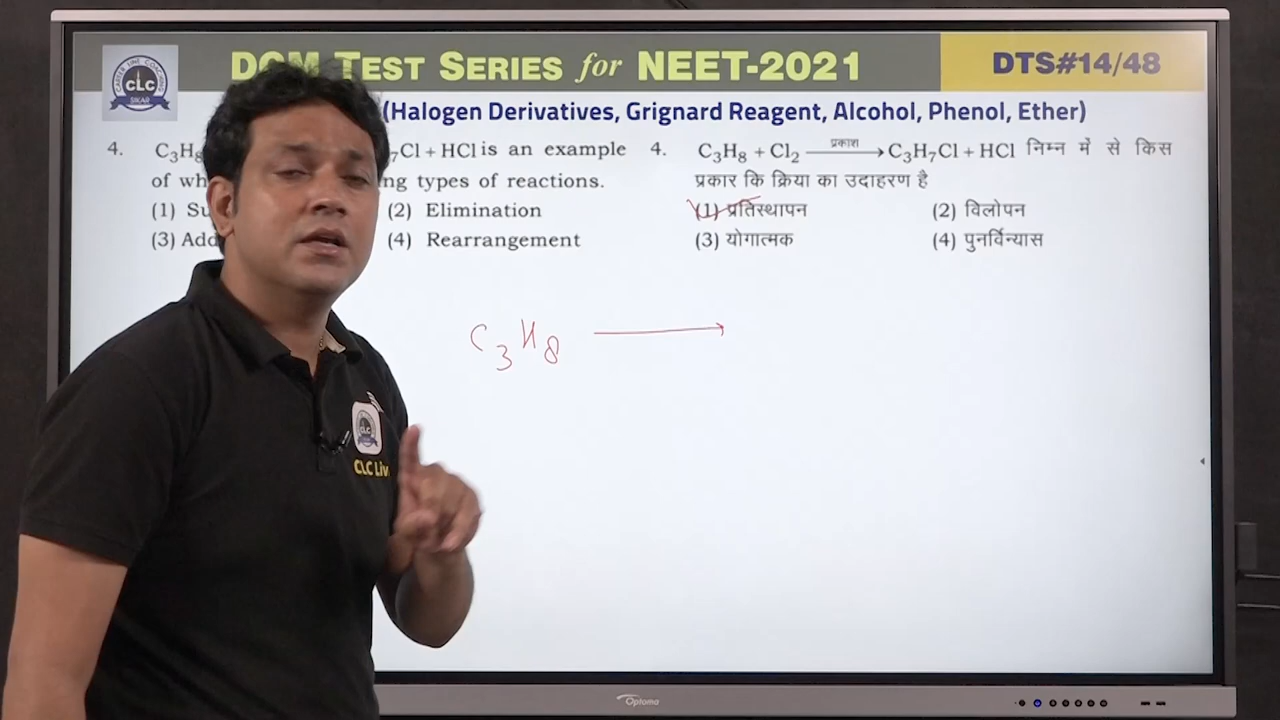 DCM TEST SERIES for NEET-2021
DTS#14/48
CLC
SIKAR
(Halogen Derivatives, Grignard Reagent, Alcohol, Phenol, Ether)
4. C₃H₈ ₇Cl + HCl is an example
of wh ng types of reactions.
(1) Su (2) Elimination
(3) Add (4) Rearrangement
4. C₃H₈ + Cl₂ —प्रकाश→ C₃H₇Cl + HCl निम्न में से किस
प्रकार कि क्रिया का उदाहरण है
(1) प्रतिस्थापन (2) विलोपन
(3) योगात्मक (4) पुनर्विन्यास
C₃H₈ →
CLC
CLC Liv
Optoma